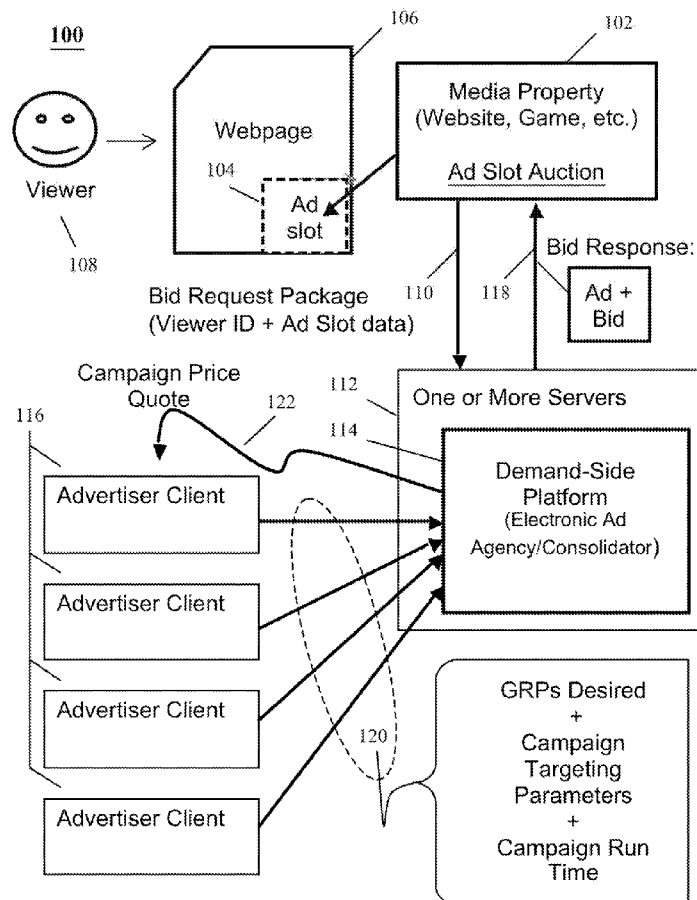 100
106
102
Media Property
(Website, Game, etc.)
Ad Slot Auction
Webpage
104
Ad
slot
Viewer
108
110
118
Bid Response:
Ad +
Bid
Bid Request Package
(Viewer ID + Ad Slot data)
Campaign Price
Quote
122
112
One or More Servers
114
116
Demand-Side
Platform
(Electronic Ad
Agency/Consolidator)
Advertiser Client
Advertiser Client
Advertiser Client
Advertiser Client
120
GRPs Desired
+
Campaign
Targeting
Parameters
+
Campaign Run
Time